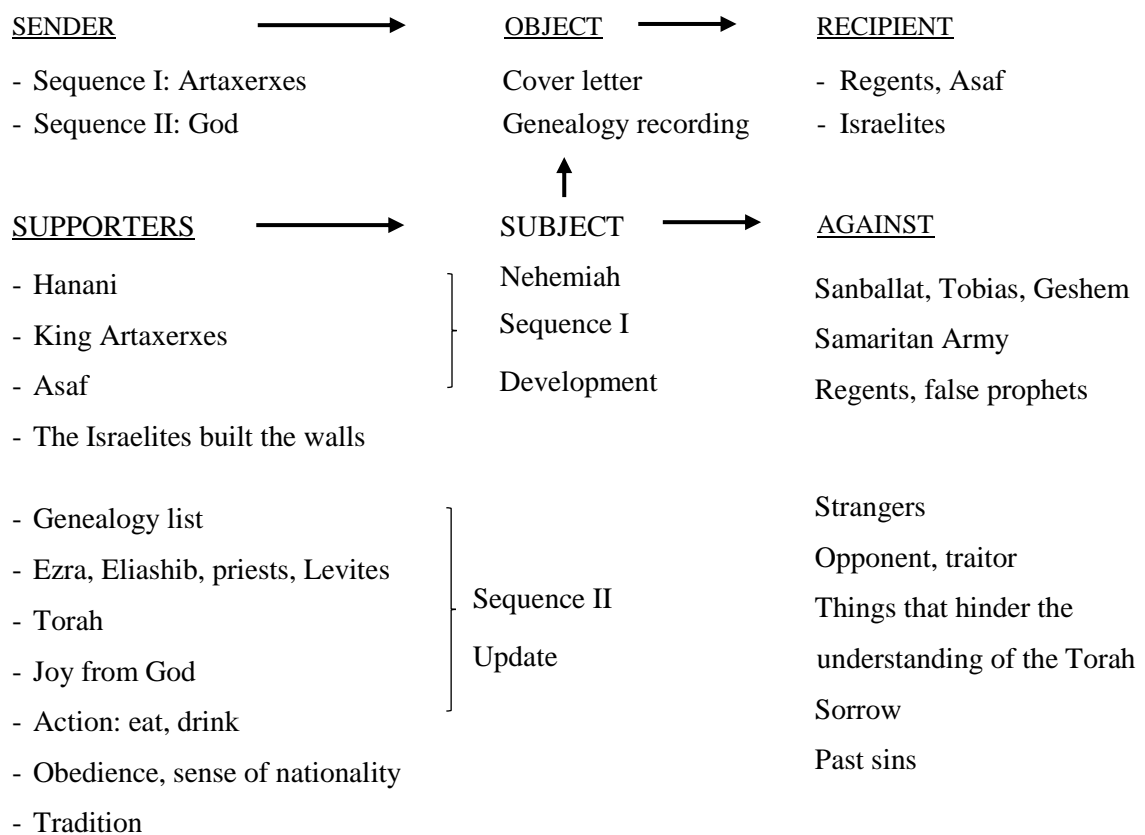 SENDER OBJECT RECIPIENT
- Sequence I: Artaxerxes Cover letter - Regents, Asaf
- Sequence II: God Genealogy recording - Israelites
SUPPORTERS SUBJECT AGAINST
- Hanani Nehemiah Sanballat, Tobias, Geshem
- King Artaxerxes Sequence I Samaritan Army
- Asaf Development Regents, false prophets
- The Israelites built the walls
- Genealogy list Strangers
- Ezra, Eliashib, priests, Levites Opponent, traitor
- Torah Sequence II Things that hinder the
- Joy from God Update understanding of the Torah
- Action: eat, drink Sorrow
- Obedience, sense of nationality Past sins
- Tradition